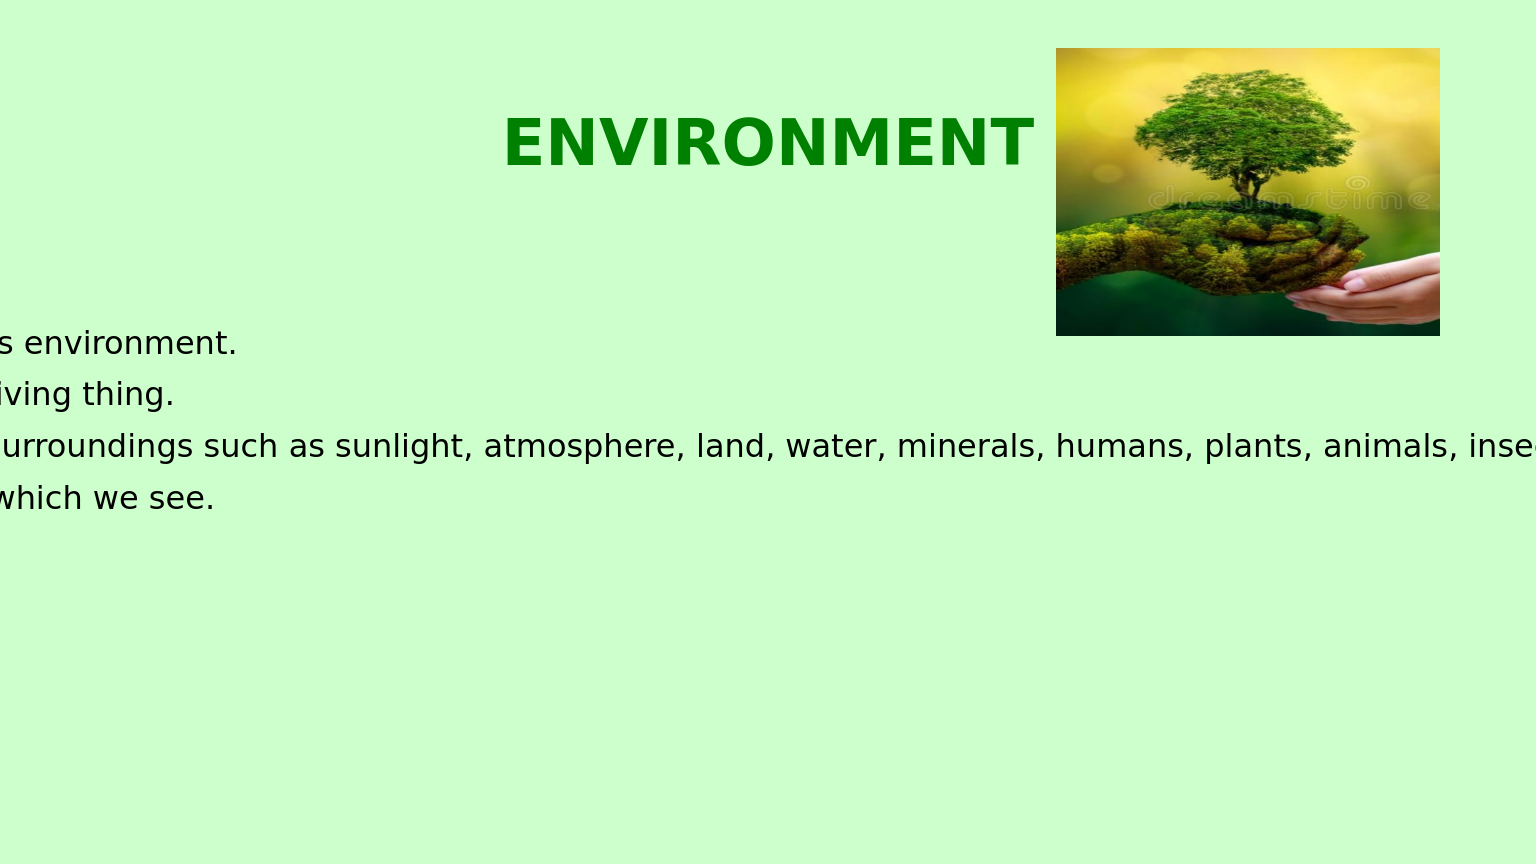 ENVIRONMENT
dreamstime
s environment.
iving thing.
urroundings such as sunlight, atmosphere, land, water, minerals, humans, plants, animals, inse
which we see.